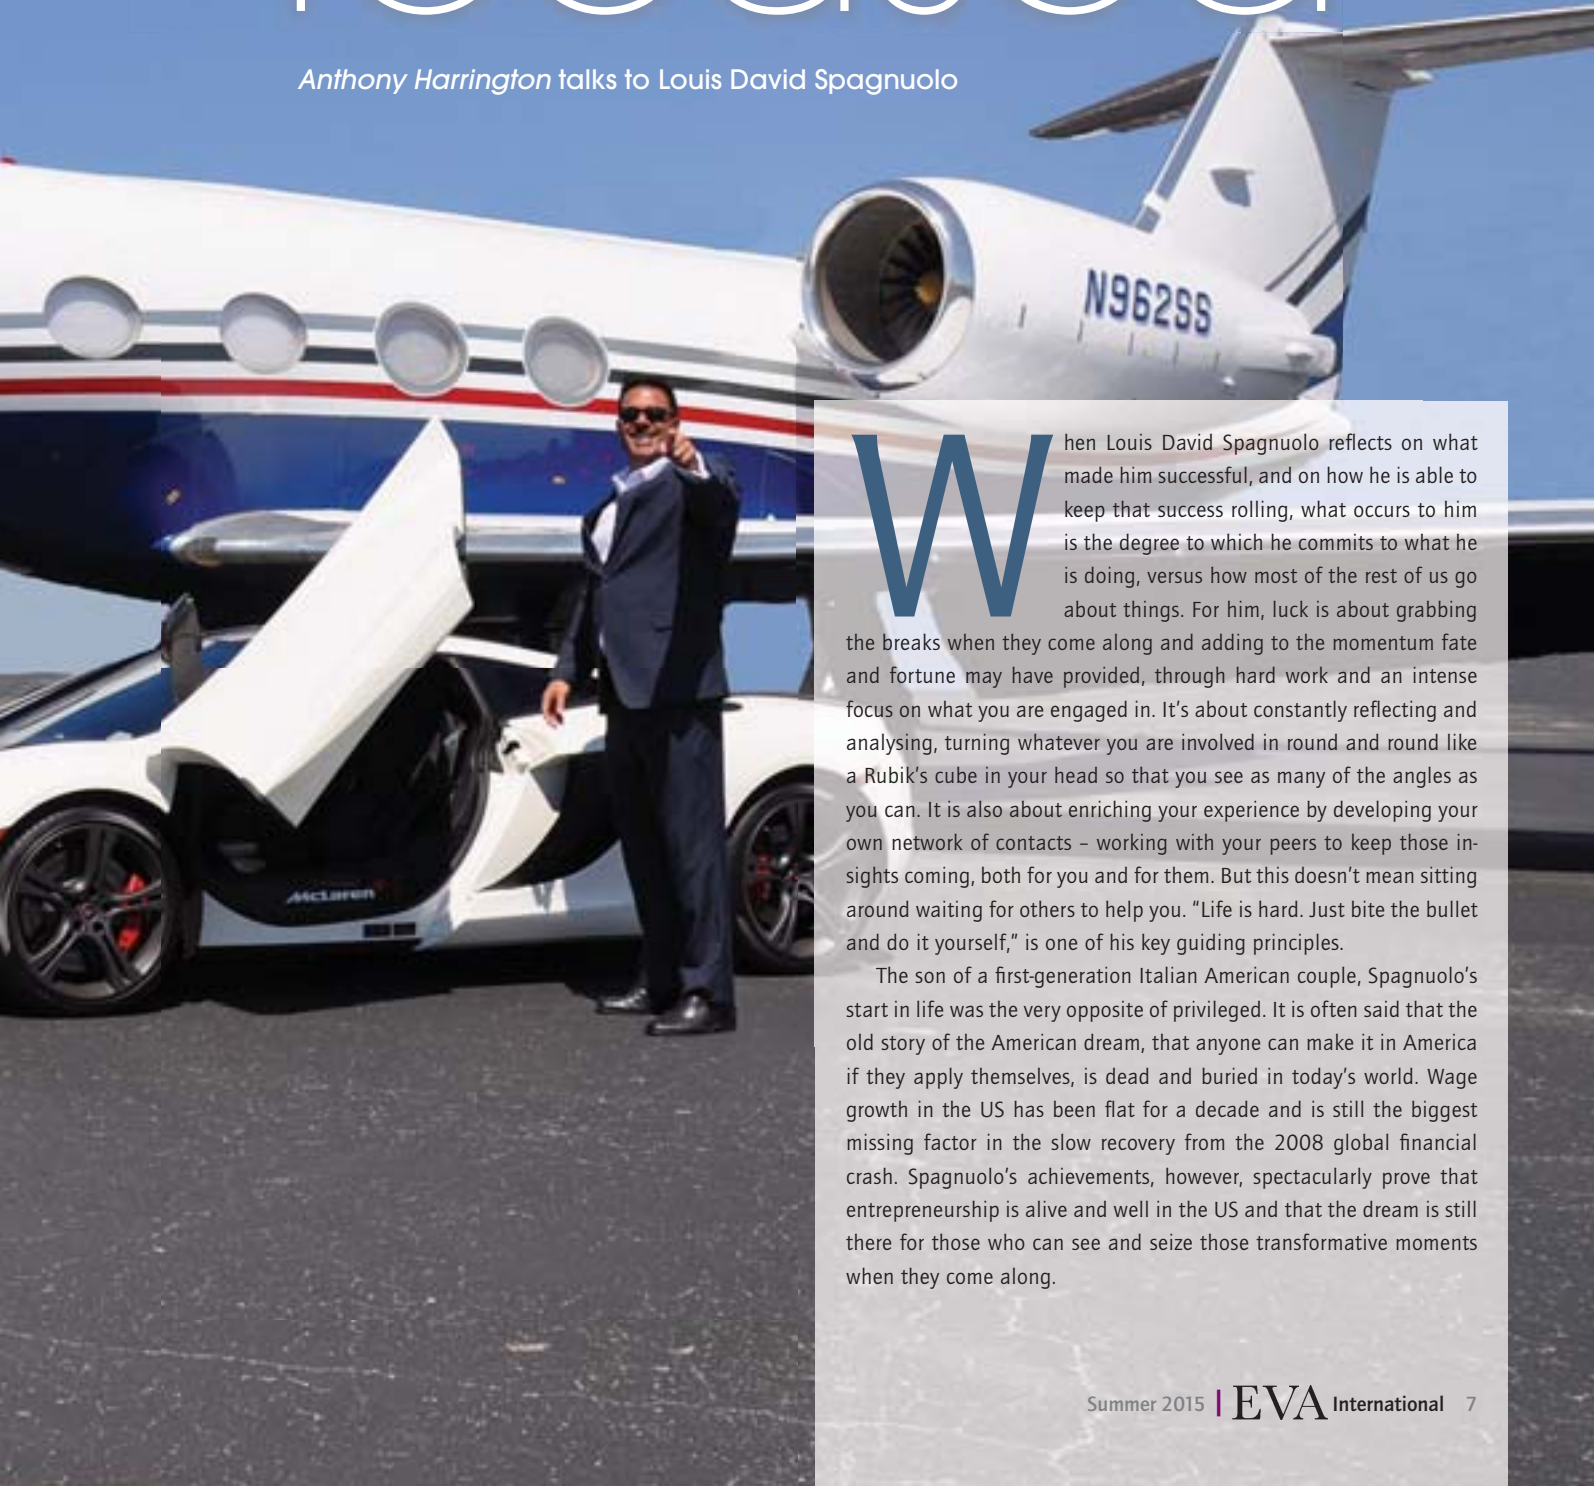 Anthony Harrington talks to Louis David Spagnuolo
N962SS
McLaren
When Louis David Spagnuolo reflects on what
made him successful, and on how he is able to
keep that success rolling, what occurs to him
is the degree to which he commits to what he
is doing, versus how most of the rest of us go
about things. For him, luck is about grabbing
the breaks when they come along and adding to the momentum fate
and fortune may have provided, through hard work and an intense
focus on what you are engaged in. It’s about constantly reflecting and
analysing, turning whatever you are involved in round and round like
a Rubik’s cube in your head so that you see as many of the angles as
you can. It is also about enriching your experience by developing your
own network of contacts – working with your peers to keep those in-
sights coming, both for you and for them. But this doesn’t mean sitting
around waiting for others to help you. “Life is hard. Just bite the bullet
and do it yourself,” is one of his key guiding principles.
The son of a first-generation Italian American couple, Spagnuolo’s
start in life was the very opposite of privileged. It is often said that the
old story of the American dream, that anyone can make it in America
if they apply themselves, is dead and buried in today’s world. Wage
growth in the US has been flat for a decade and is still the biggest
missing factor in the slow recovery from the 2008 global financial
crash. Spagnuolo’s achievements, however, spectacularly prove that
entrepreneurship is alive and well in the US and that the dream is still
there for those who can see and seize those transformative moments
when they come along.
Summer 2015 | EVA International 7